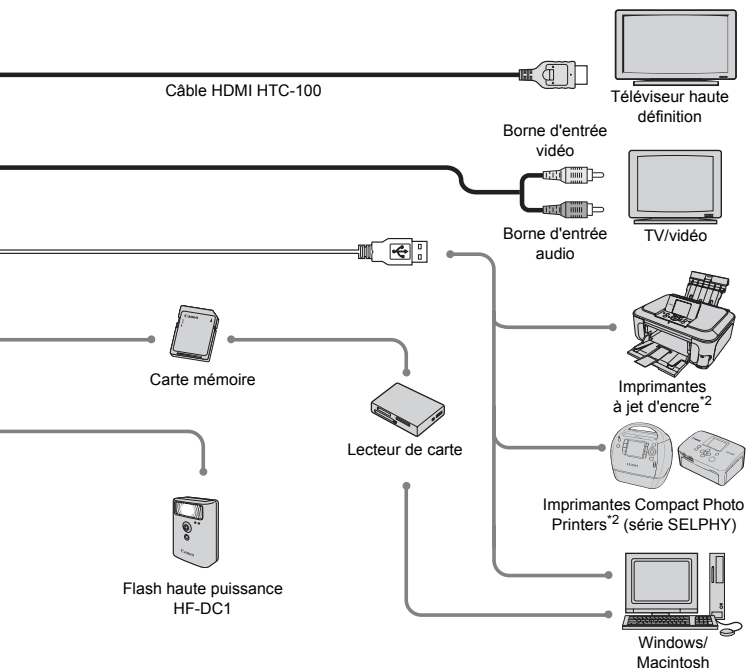 Câble HDMI HTC-100
Téléviseur haute
définition
Borne d'entrée
vidéo
Borne d'entrée
audio
TV/vidéo
Canon
Carte mémoire
Imprimantes
à jet d'encre*2
Lecteur de carte
Imprimantes Compact Photo
Printers*2 (série SELPHY)
Canon
Flash haute puissance
HF-DC1
Windows/
Macintosh